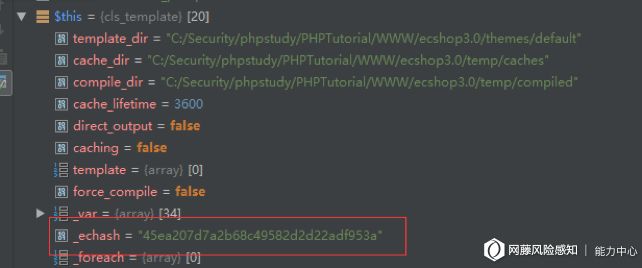 $this = {cls_template} [20]
template_dir = "C:/Security/phpstudy/PHPTutorial/WWW/ecshop3.0/themes/default"
cache_dir = "C:/Security/phpstudy/PHPTutorial/WWW/ecshop3.0/temp/caches"
compile_dir = "C:/Security/phpstudy/PHPTutorial/WWW/ecshop3.0/temp/compiled"
cache_lifetime = 3600
direct_output = false
caching = false
template = {array} [0]
force_compile = false
_var = {array} [34]
_echash = "45ea207d7a2b68c49582d2d22adf953a"
_foreach = {array} [0]
网藤风险感知 | 能力中心